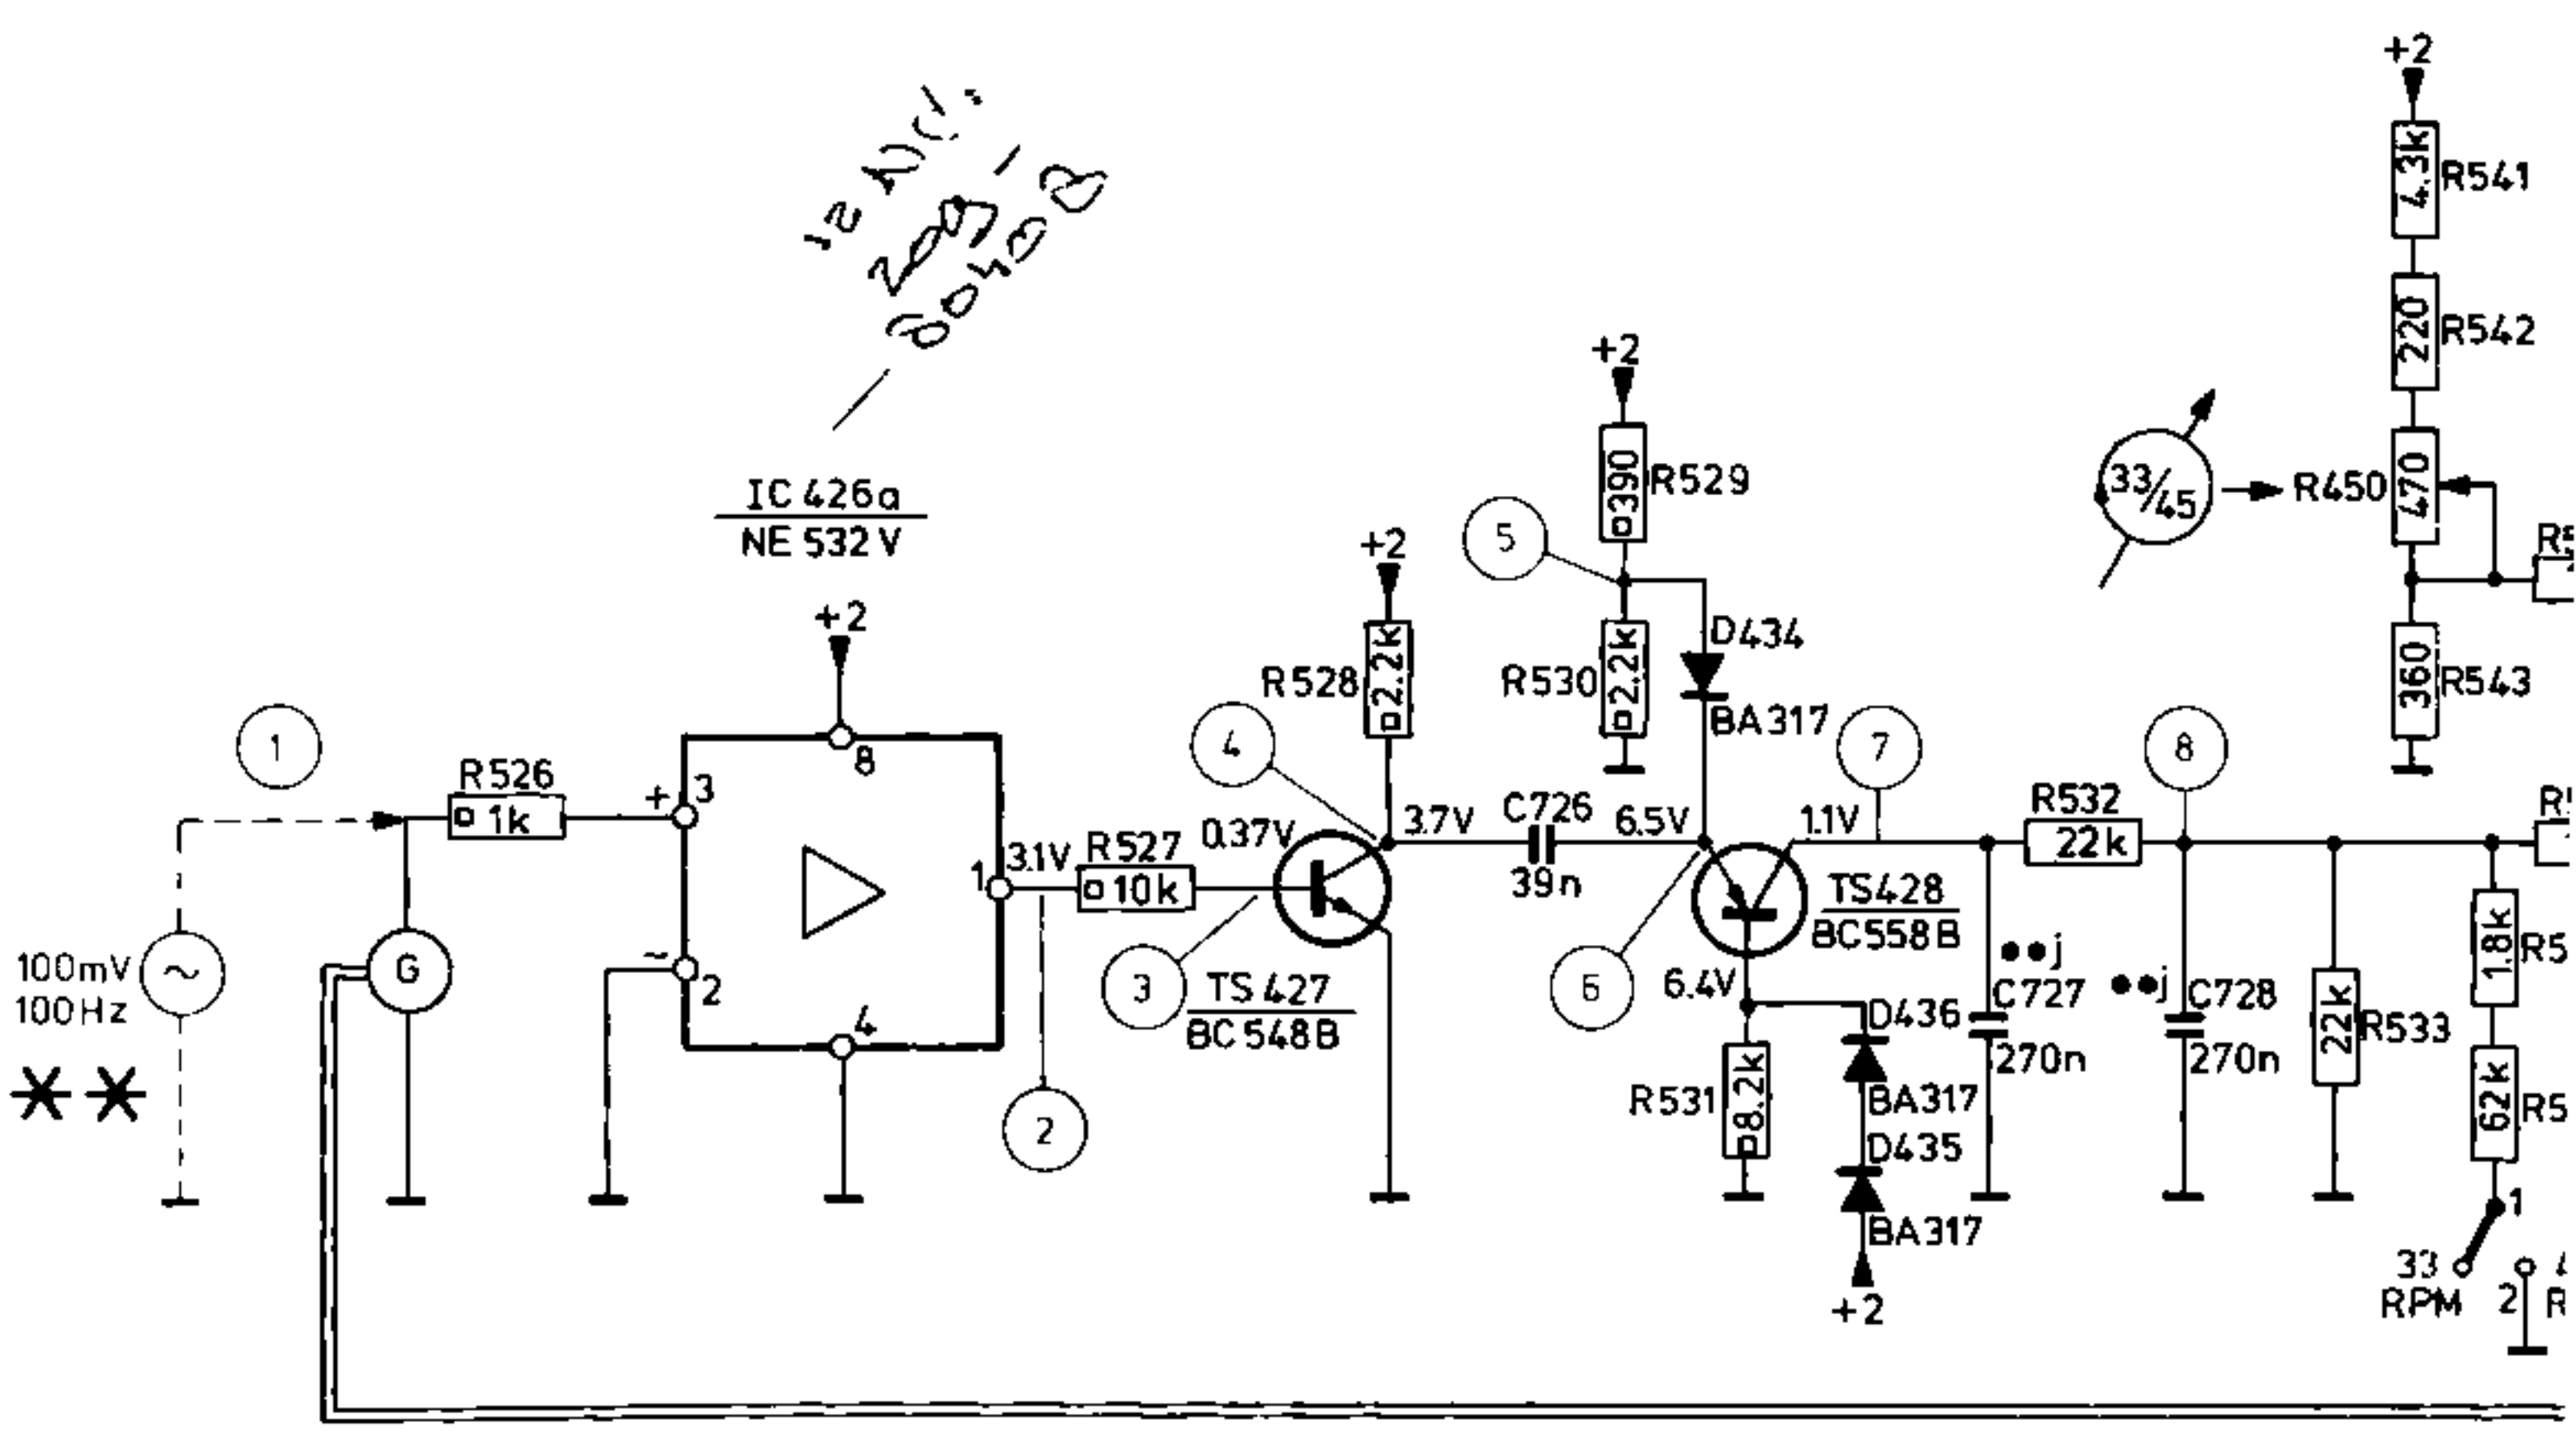 +2
4.3k
R541
220
R542
33/45
R450
470
360
R543
IC 426a
NE 532 V
+2
8
1
R526
1k
+
3
~
2
4
1
3.1V
2
100mV
100Hz
~
G
**
R527
10k
0.37V
3
TS 427
BC 548B
+2
R528
2.2k
4
3.7V
C726
39n
+2
390
R529
5
R530
2.2k
D434
BA317
6.5V
6
1.1V
7
TS428
BC558B
6.4V
R531
8.2k
D436
BA317
D435
BA317
+2
R532
22k
8
••j
C727
270n
••j
C728
270n
22k
R533
1.8k
R5
62k
R5
1
33
RPM
2